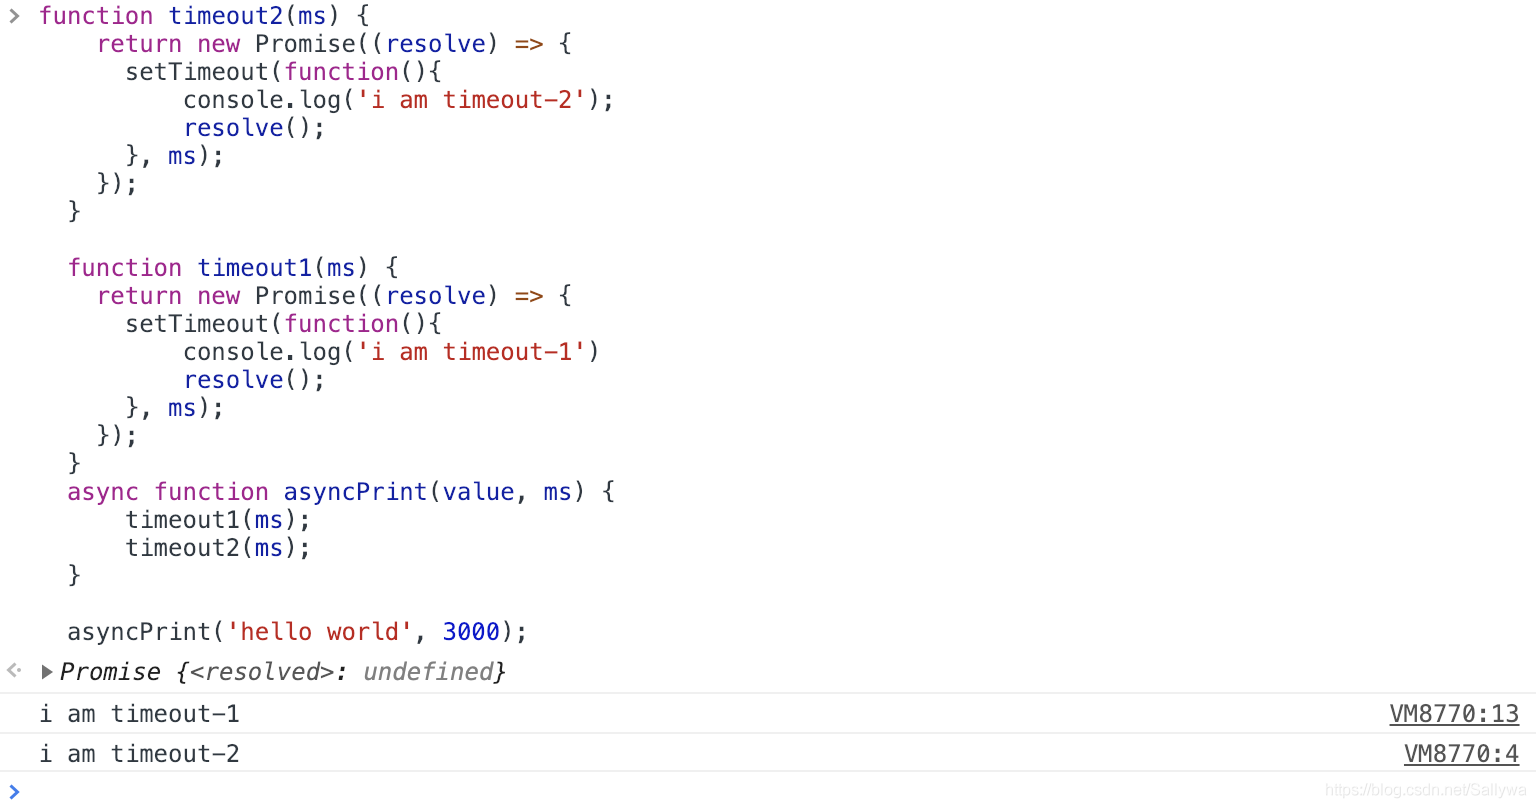 > function timeout2(ms) {
    return new Promise((resolve) => {
      setTimeout(function(){
          console.log('i am timeout-2');
          resolve();
      }, ms);
    });
  }

  function timeout1(ms) {
    return new Promise((resolve) => {
      setTimeout(function(){
          console.log('i am timeout-1')
          resolve();
      }, ms);
    });
  }
  async function asyncPrint(value, ms) {
      timeout1(ms);
      timeout2(ms);
  }

  asyncPrint('hello world', 3000);
Promise {<resolved>: undefined}
i am timeout-1 VM8770:13
i am timeout-2 VM8770:4
>
https://blog.csdn.net/Sallywa